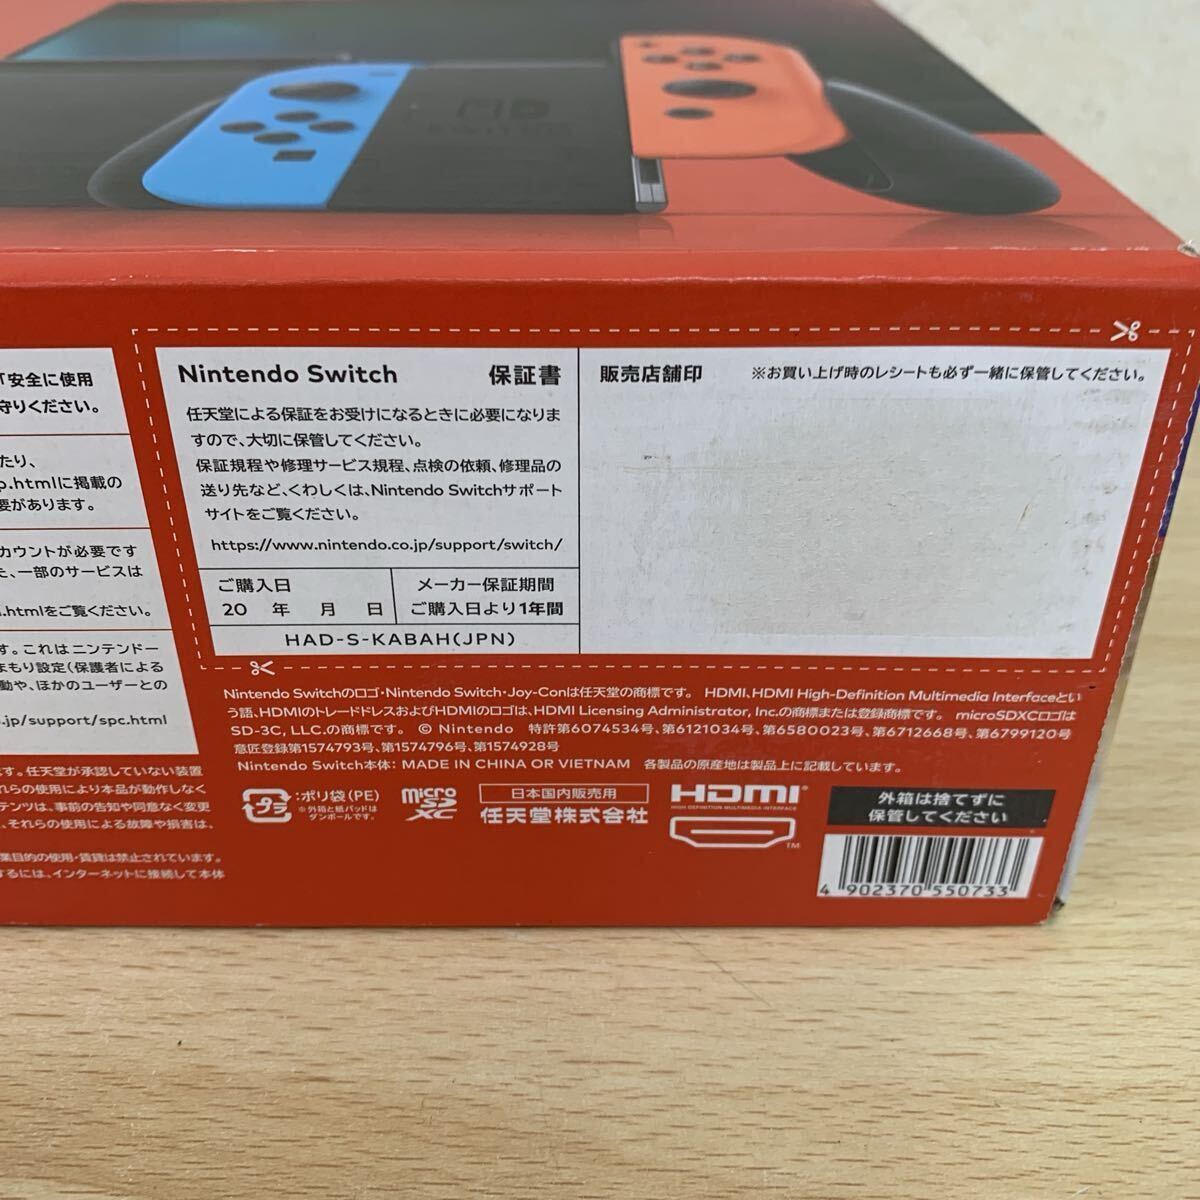 「安全に使用
守りください。
たり、
p.htmlに掲載の
要があります。
カウントが必要です
た、一部のサービスは
.htmlをご覧ください。
す。これはニンテンドー
まもり設定(保護者による
動や、ほかのユーザーとの
.jp/support/spc.html
ます。任天堂が承認していない装置
れらの使用により本品が動作しなく
テンツは、事前の告知や同意なく変更
、それらの使用による故障や損害は、
業目的の使用・賃貸は禁止されています。
するには、インターネットに接続して本体
Nintendo Switch 保証書
任天堂による保証をお受けになるときに必要になりま
すので、大切に保管してください。
保証規程や修理サービス規程、点検の依頼、修理品の
送り先など、くわしくは、Nintendo Switchサポート
サイトをご覧ください。
https://www.nintendo.co.jp/support/switch/
ご購入日
20 年 月 日
メーカー保証期間
ご購入日より1年間
HAD-S-KABAH(JPN)
販売店舗印 ※お買い上げ時のレシートも必ず一緒に保管してください。
Nintendo Switchのロゴ・Nintendo Switch・Joy-Conは任天堂の商標です。 HDMI、HDMI High-Definition Multimedia Interfaceとい
う語、HDMIのトレードドレスおよびHDMIのロゴは、HDMI Licensing Administrator, Inc.の商標または登録商標です。 microSDXCロゴは
SD-3C, LLC.の商標です。 © Nintendo 特許第6074534号、第6121034号、第6580023号、第6712668号、第6799120号
意匠登録第1574793号、第1574796号、第1574928号
Nintendo Switch本体: MADE IN CHINA OR VIETNAM 各製品の原産地は製品上に記載しています。
プラ
:ポリ袋(PE)
※外箱と紙パッドは
ダンボールです。
micro
SD
XC
日本国内販売用
任天堂株式会社
HDMI
HIGH-DEFINITION MULTIMEDIA INTERFACE
TM
外箱は捨てずに
保管してください
4 902370 550733